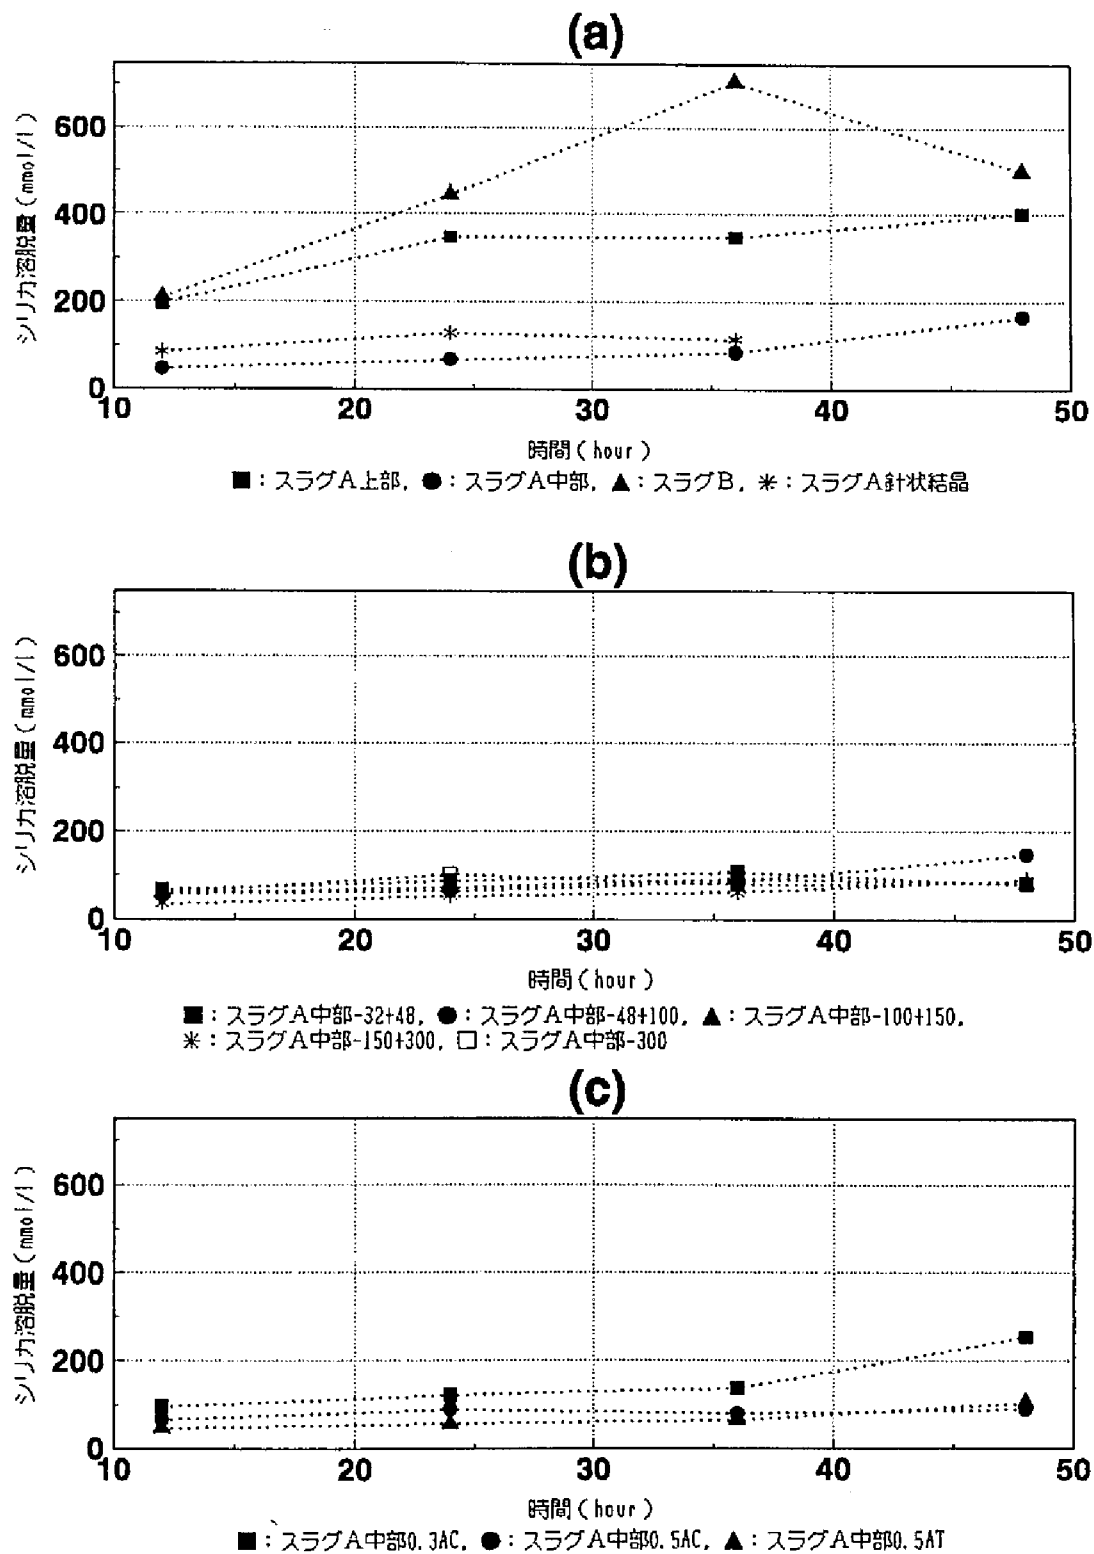 (a)
シリカ溶脱量(mmol/l)
600
400
200
0
10 20 30 40 50
時間(hour)
■:スラグA上部, ●:スラグA中部, ▲:スラグB, ✳:スラグA針状結晶
(b)
シリカ溶脱量(mmol/l)
600
400
200
0
10 20 30 40 50
時間(hour)
■:スラグA中部-32+48, ●:スラグA中部-48+100, ▲:スラグA中部-100+150,
✳:スラグA中部-150+300, □:スラグA中部-300
(c)
シリカ溶脱量(mmol/l)
600
400
200
0
10 20 30 40 50
時間(hour)
■:スラグA中部0.3AC, ●:スラグA中部0.5AC, ▲:スラグA中部0.5AT